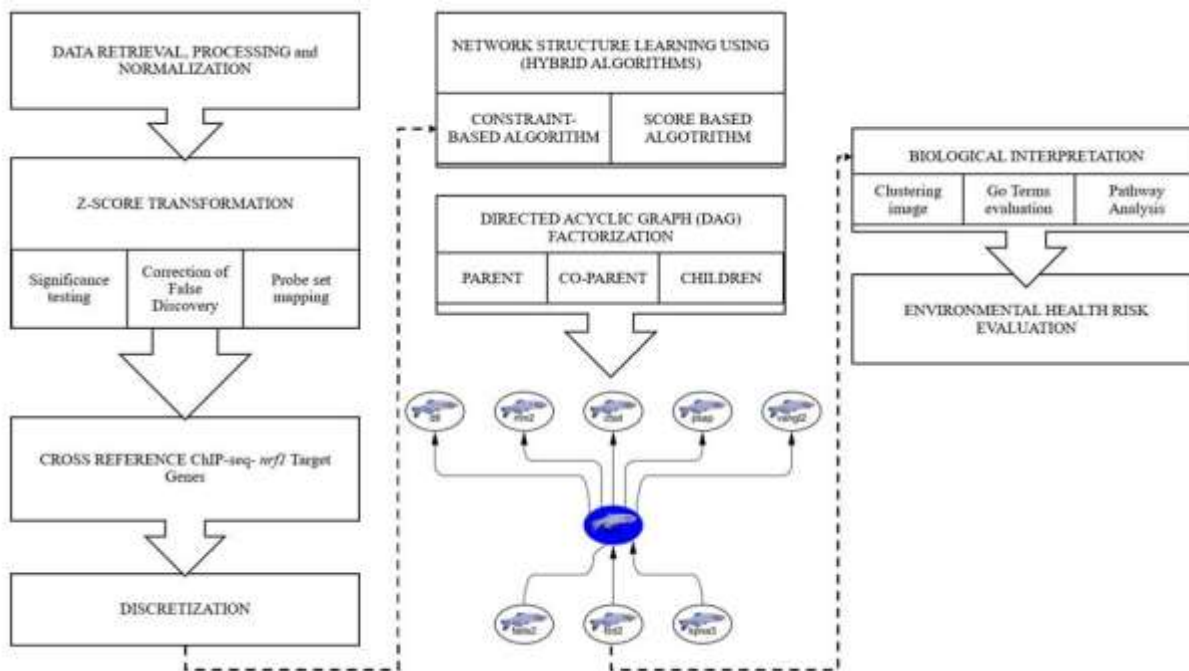 DATA RETRIEVAL, PROCESSING and
NORMALIZATION
Z-SCORE TRANSFORMATION
Significance
testing
Correction of
False
Discovery
Probe set
mapping
CROSS REFERENCE ChIP-seq- nrf1 Target
Genes
DISCRETIZATION
NETWORK STRUCTURE LEARNING USING
(HYBRID ALGORITHMS)
CONSTRAINT-
BASED ALGORITHM
SCORE BASED
ALGOTRITHM
DIRECTED ACYCLIC GRAPH (DAG)
FACTORIZATION
PARENT
CO-PARENT
CHILDREN
vangl2
BIOLOGICAL INTERPRETATION
Clustering
image
Go Terms
evaluation
Pathway
Analysis
ENVIRONMENTAL HEALTH RISK
EVALUATION